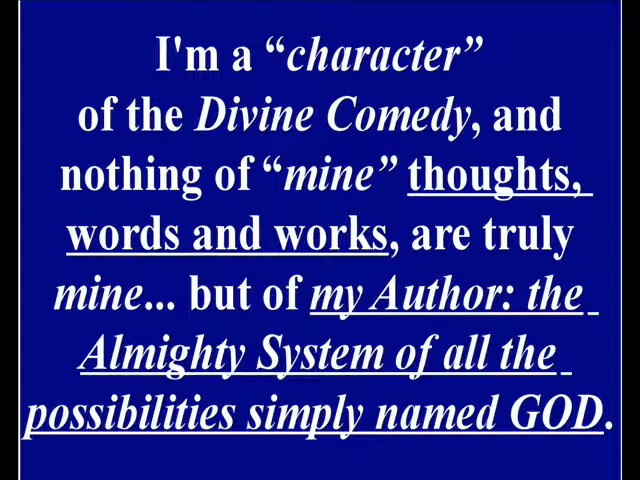 I'm a “character”
of the Divine Comedy, and
nothing of “mine” thoughts,
words and works, are truly
mine... but of my Author: the
Almighty System of all the
possibilities simply named GOD.